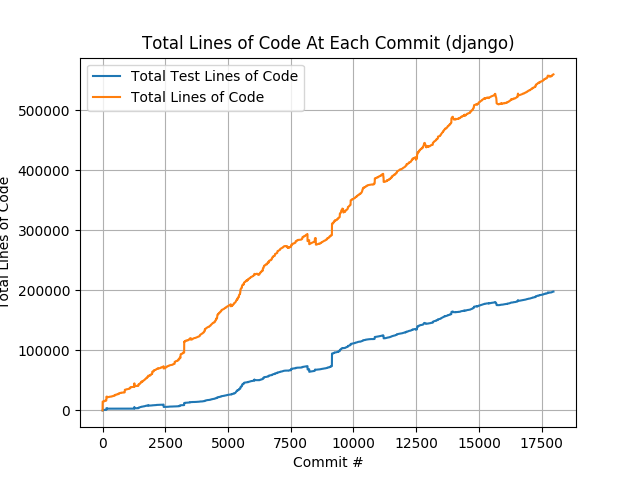 Total Lines of Code At Each Commit (django)
Total Test Lines of Code
Total Lines of Code
500000
400000
300000
200000
100000
0
Total Lines of Code
0 2500 5000 7500 10000 12500 15000 17500
Commit #